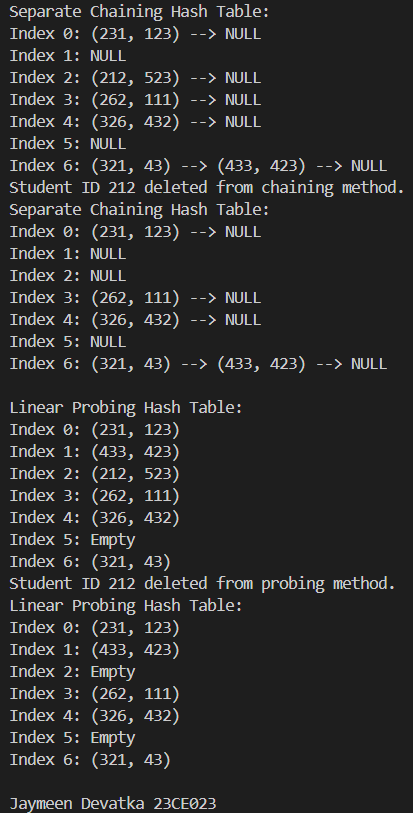 Separate Chaining Hash Table:
Index 0: (231, 123) --> NULL
Index 1: NULL
Index 2: (212, 523) --> NULL
Index 3: (262, 111) --> NULL
Index 4: (326, 432) --> NULL
Index 5: NULL
Index 6: (321, 43) --> (433, 423) --> NULL
Student ID 212 deleted from chaining method.
Separate Chaining Hash Table:
Index 0: (231, 123) --> NULL
Index 1: NULL
Index 2: NULL
Index 3: (262, 111) --> NULL
Index 4: (326, 432) --> NULL
Index 5: NULL
Index 6: (321, 43) --> (433, 423) --> NULL

Linear Probing Hash Table:
Index 0: (231, 123)
Index 1: (433, 423)
Index 2: (212, 523)
Index 3: (262, 111)
Index 4: (326, 432)
Index 5: Empty
Index 6: (321, 43)
Student ID 212 deleted from probing method.
Linear Probing Hash Table:
Index 0: (231, 123)
Index 1: (433, 423)
Index 2: Empty
Index 3: (262, 111)
Index 4: (326, 432)
Index 5: Empty
Index 6: (321, 43)

Jaymeen Devatka 23CE023